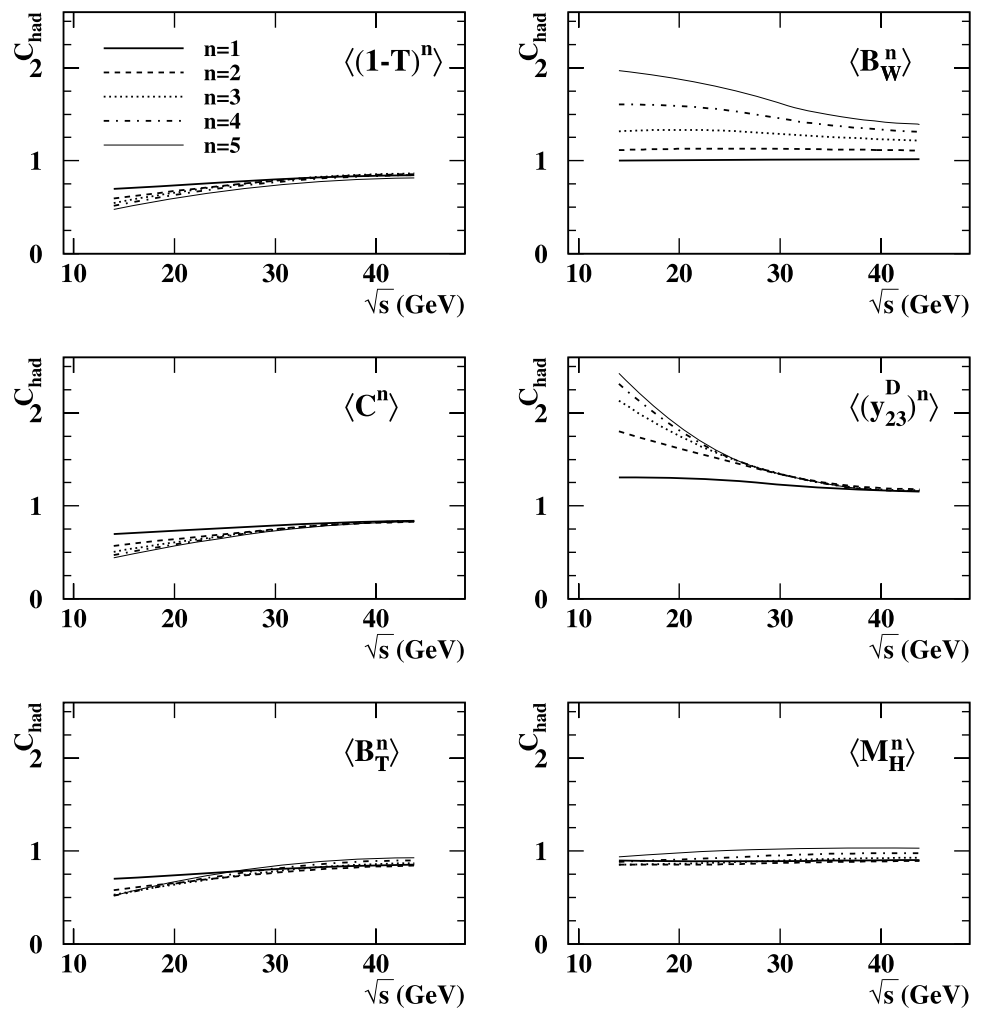 C_had
2
1
0
n=1
n=2
n=3
n=4
n=5
⟨(1-T)^n⟩
10 20 30 40
√s (GeV)
C_had
2
1
0
⟨B_W^n⟩
10 20 30 40
√s (GeV)
C_had
2
1
0
⟨C^n⟩
10 20 30 40
√s (GeV)
C_had
2
1
0
⟨(y_23^D)^n⟩
10 20 30 40
√s (GeV)
C_had
2
1
0
⟨B_T^n⟩
10 20 30 40
√s (GeV)
C_had
2
1
0
⟨M_H^n⟩
10 20 30 40
√s (GeV)